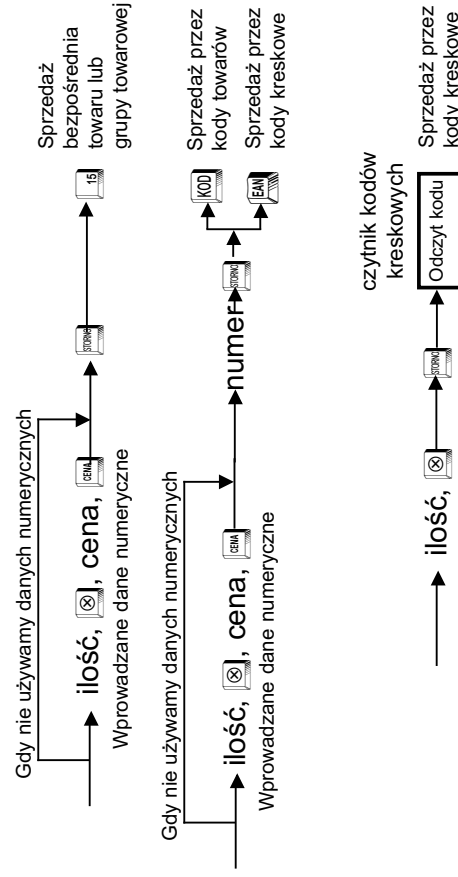 Gdy nie używamy danych numerycznych
ilość, ⊗, cena, CENA STORNO 15
Wprowadzane dane numeryczne
Sprzedaż
bezpośrednia
towaru lub
grupy towarowej
Gdy nie używamy danych numerycznych
ilość, ⊗, cena, CENA numer STORNO KOD EAN
Wprowadzane dane numeryczne
Sprzedaż przez
kody towarów
Sprzedaż przez
kody kreskowe
czytnik kodów
kreskowych
ilość, ⊗ STORNO Odczyt kodu
Sprzedaż przez
kody kreskowe